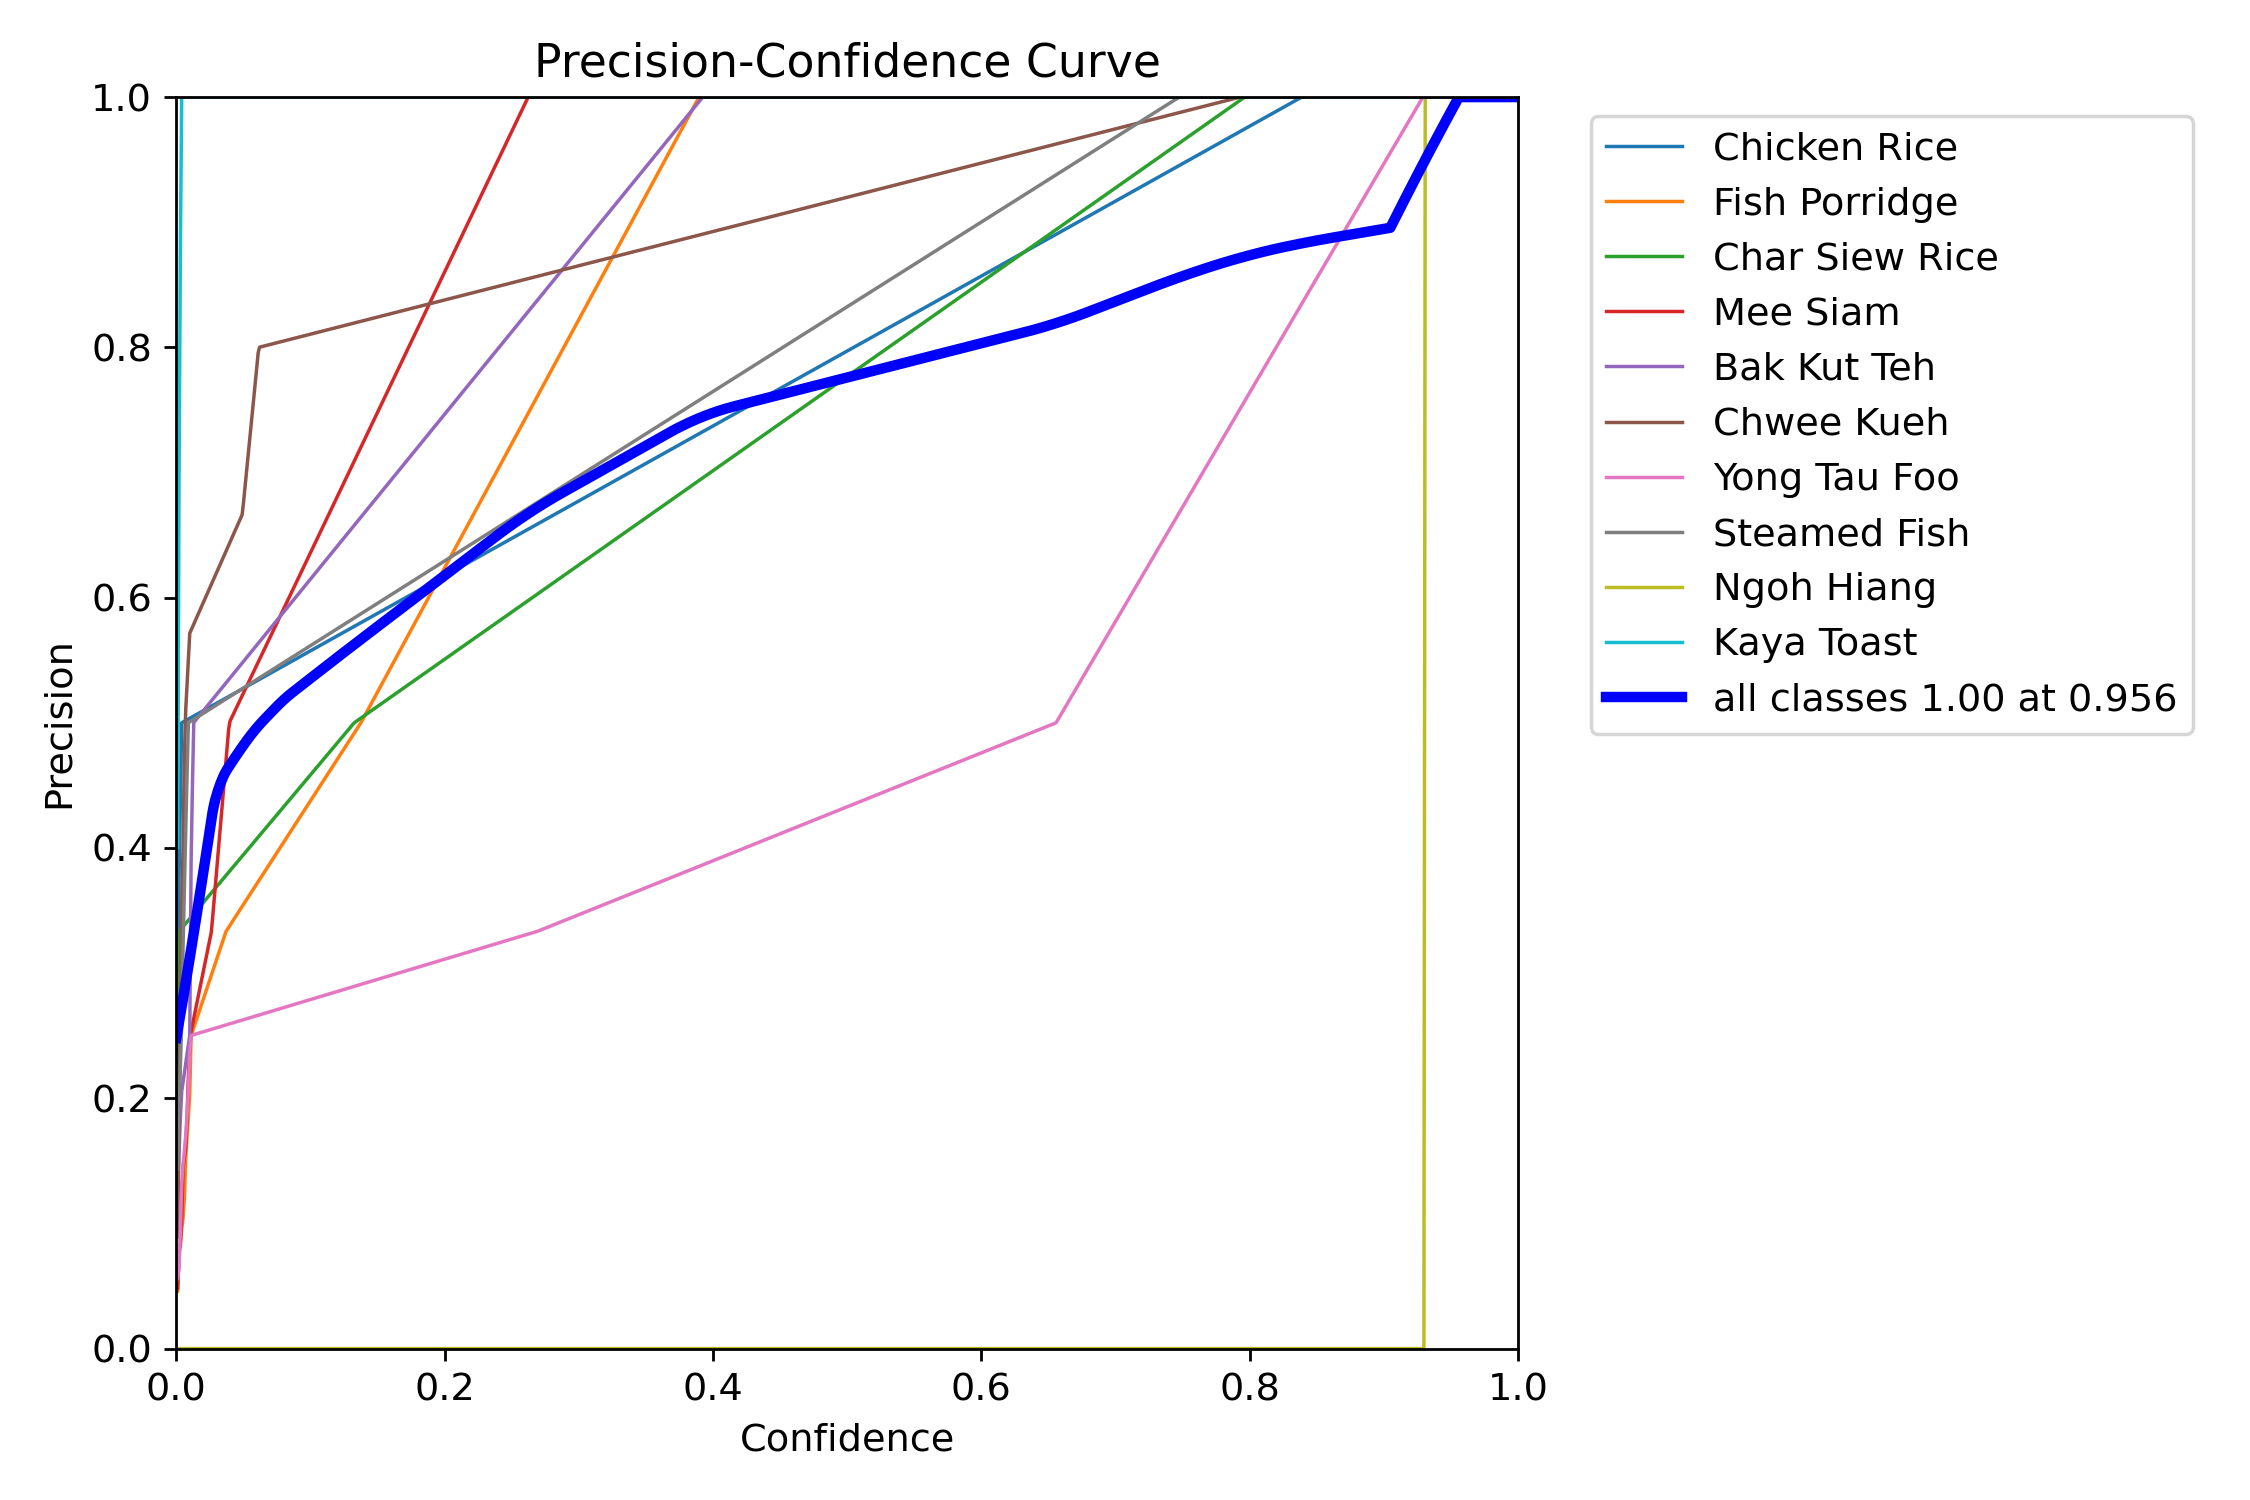 Precision-Confidence Curve
1.0
0.8
0.6
0.4
0.2
0.0
Precision
0.0 0.2 0.4 0.6 0.8 1.0
Confidence
Chicken Rice
Fish Porridge
Char Siew Rice
Mee Siam
Bak Kut Teh
Chwee Kueh
Yong Tau Foo
Steamed Fish
Ngoh Hiang
Kaya Toast
all classes 1.00 at 0.956